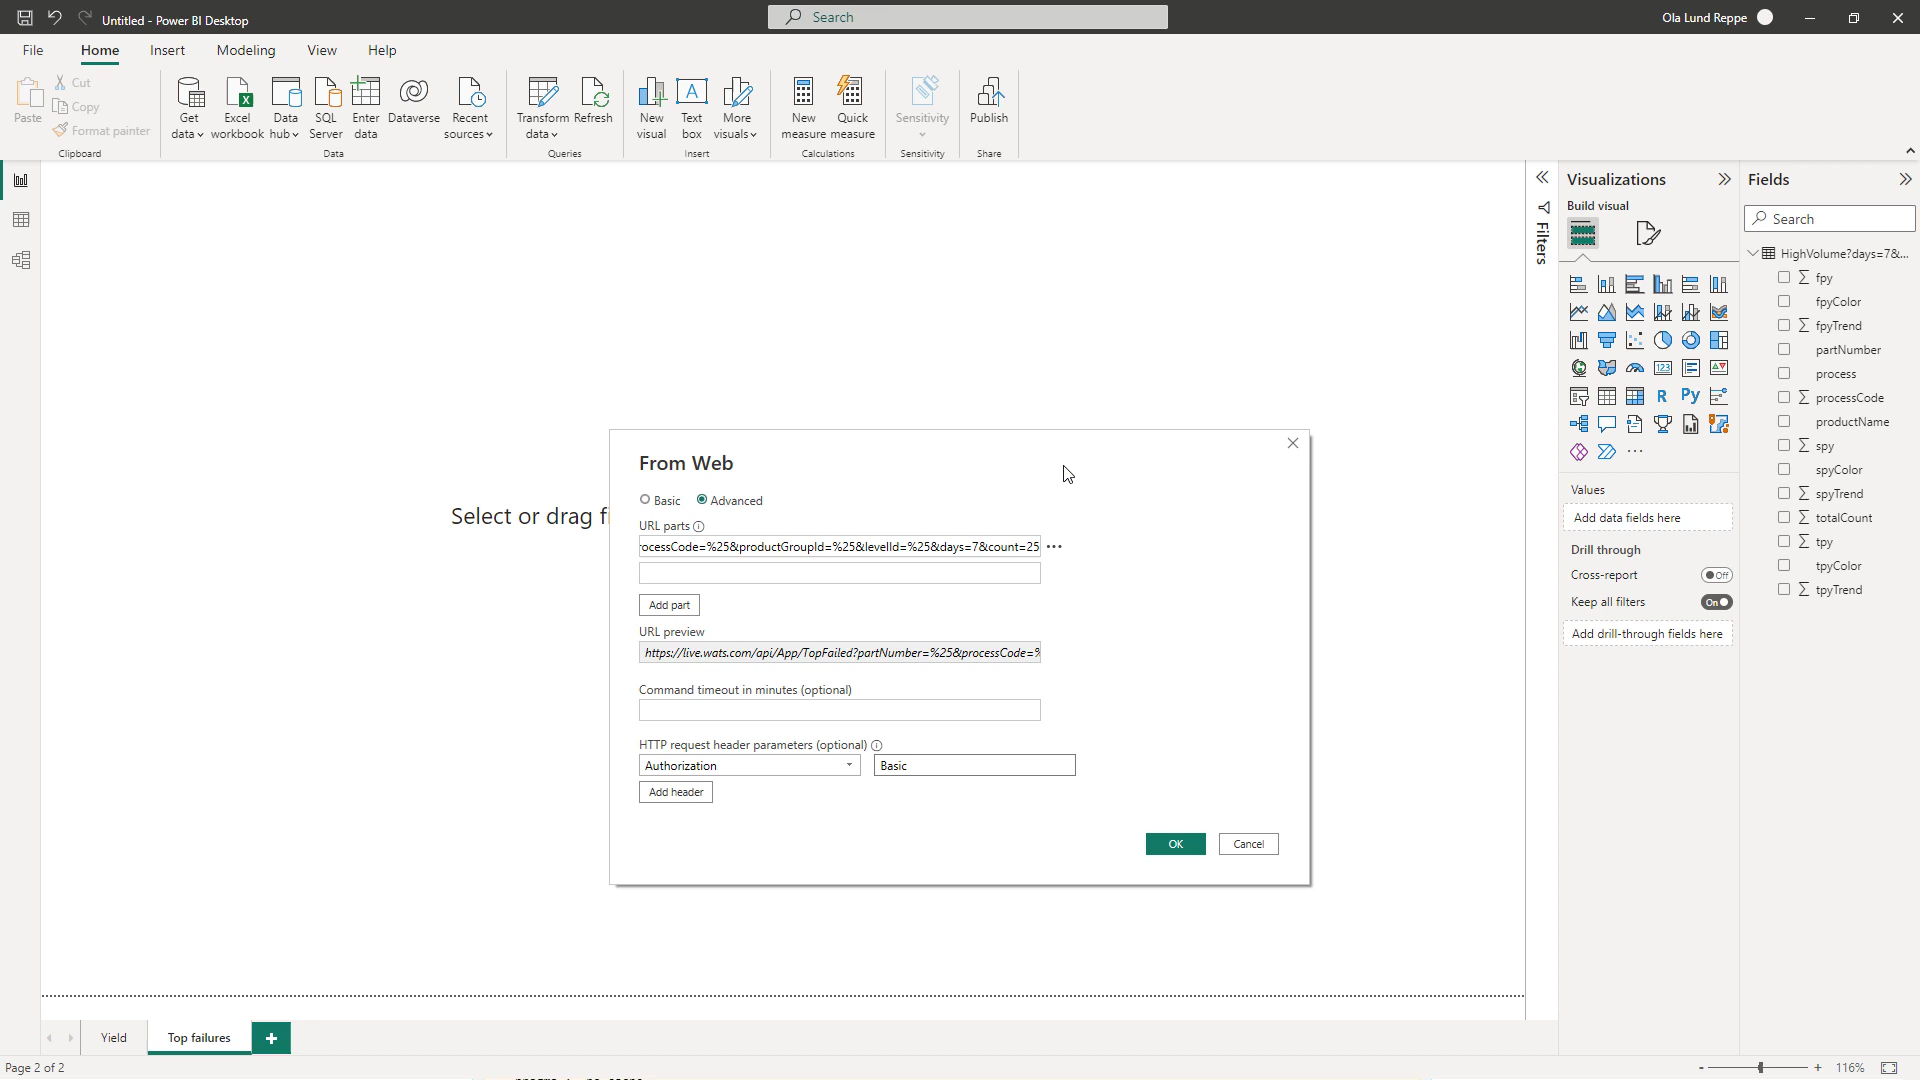 Untitled - Power BI Desktop
Search
Ola Lund Reppe
File
Home
Insert
Modeling
View
Help
Paste
Cut
Copy
Format painter
Clipboard
Get data
Excel workbook
Data hub
SQL Server
Enter data
Dataverse
Recent sources
Data
Transform data
Refresh
Queries
New visual
A
Text box
More visuals
Insert
New measure
Quick measure
Calculations
Sensitivity
Sensitivity
Publish
Share
Select or drag fi
From Web
Basic
Advanced
URL parts
rocessCode=%25&productGroupId=%25&levelId=%25&days=7&count=25
Add part
URL preview
https://live.wats.com/api/App/TopFailed?partNumber=%25&processCode=%
Command timeout in minutes (optional)
HTTP request header parameters (optional)
Authorization
Basic
Add header
OK
Cancel
Filters
Visualizations
Build visual
123
R
Py
Values
Add data fields here
Drill through
Cross-report
Off
Keep all filters
On
Add drill-through fields here
Fields
Search
HighVolume?days=7&...
fpy
fpyColor
fpyTrend
partNumber
process
processCode
productName
spy
spyColor
spyTrend
totalCount
tpy
tpyColor
tpyTrend
Yield
Top failures
Page 2 of 2
116%